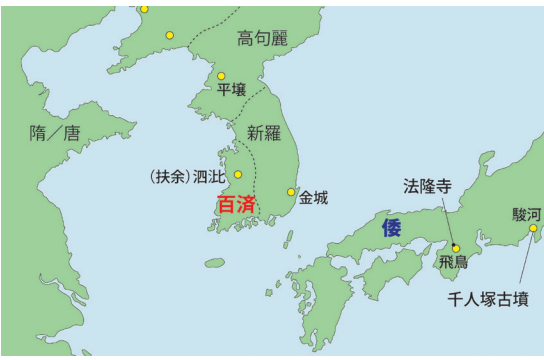 高句麗
平壌
隋／唐
新羅
（扶余）泗沘
百済
金城
法隆寺
駿河
倭
飛鳥
千人塚古墳